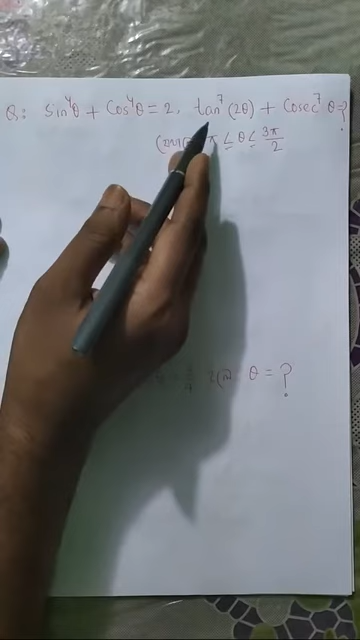 Q: sin⁴θ + cos⁴θ = 2, tan⁷(2θ) + cosec⁷θ = ?
π ≤ θ ≤ 3π/2
θ = ?